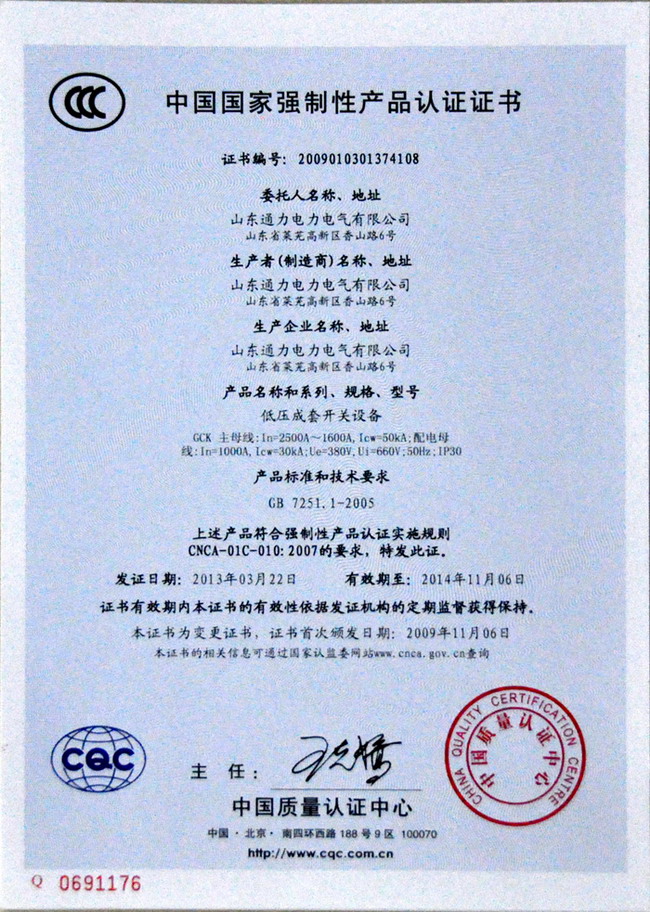 CCC
中国国家强制性产品认证证书
证书编号: 2009010301374108
委托人名称、地址
山东通力电力电气有限公司
山东省莱芜高新区香山路6号
生产者(制造商)名称、地址
山东通力电力电气有限公司
山东省莱芜高新区香山路6号
生产企业名称、地址
山东通力电力电气有限公司
山东省莱芜高新区香山路6号
产品名称和系列、规格、型号
低压成套开关设备
GCK 主母线:In=2500A～1600A,Icw=50kA;配电母
线:In=1000A,Icw=30kA;Ue=380V,Ui=660V;50Hz;IP30
产品标准和技术要求
GB 7251.1-2005
上述产品符合强制性产品认证实施规则
CNCA-01C-010:2007的要求，特发此证。
发证日期: 2013年03月22日 有效期至: 2014年11月06日
证书有效期内本证书的有效性依据发证机构的定期监督获得保持。
本证书为变更证书，证书首次颁发日期: 2009年11月06日
本证书的相关信息可通过国家认监委网站www.cnca.gov.cn查询
CHINA QUALITY CERTIFICATION CENTRE
中国质量认证中心
CQC
主 任:
中国质量认证中心
中国·北京·南四环西路 188 号 9 区 100070
http://www.cqc.com.cn
Q 0691176